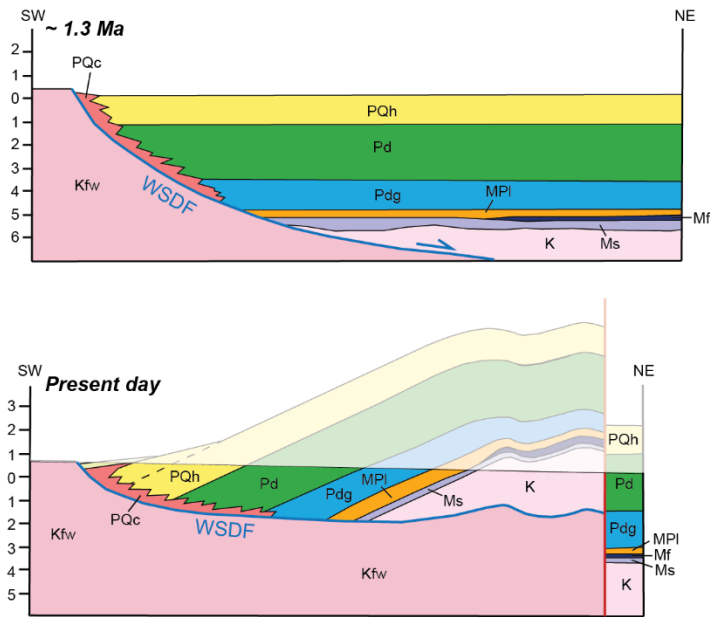 SW
NE
~ 1.3 Ma
2
1
0
1
2
3
4
5
6
PQc
PQh
Pd
Kfw
WSDF
Pdg
MPl
Mf
Ms
K
SW
NE
Present day
3
2
1
0
1
2
3
4
5
PQh
PQh
Pd
Pd
Pdg
MPl
Ms
K
PQc
WSDF
Kfw
Pdg
MPl
Mf
Ms
K